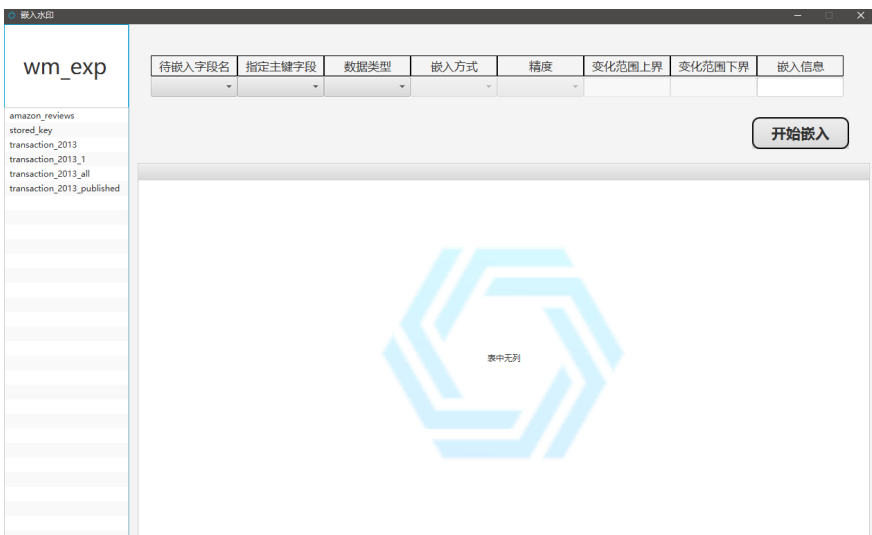 嵌入水印
wm_exp
待嵌入字段名 指定主键字段 数据类型 嵌入方式 精度 变化范围上界 变化范围下界 嵌入信息
开始嵌入
amazon_reviews
stored_key
transaction_2013
transaction_2013_1
transaction_2013_all
transaction_2013_published
表中无列